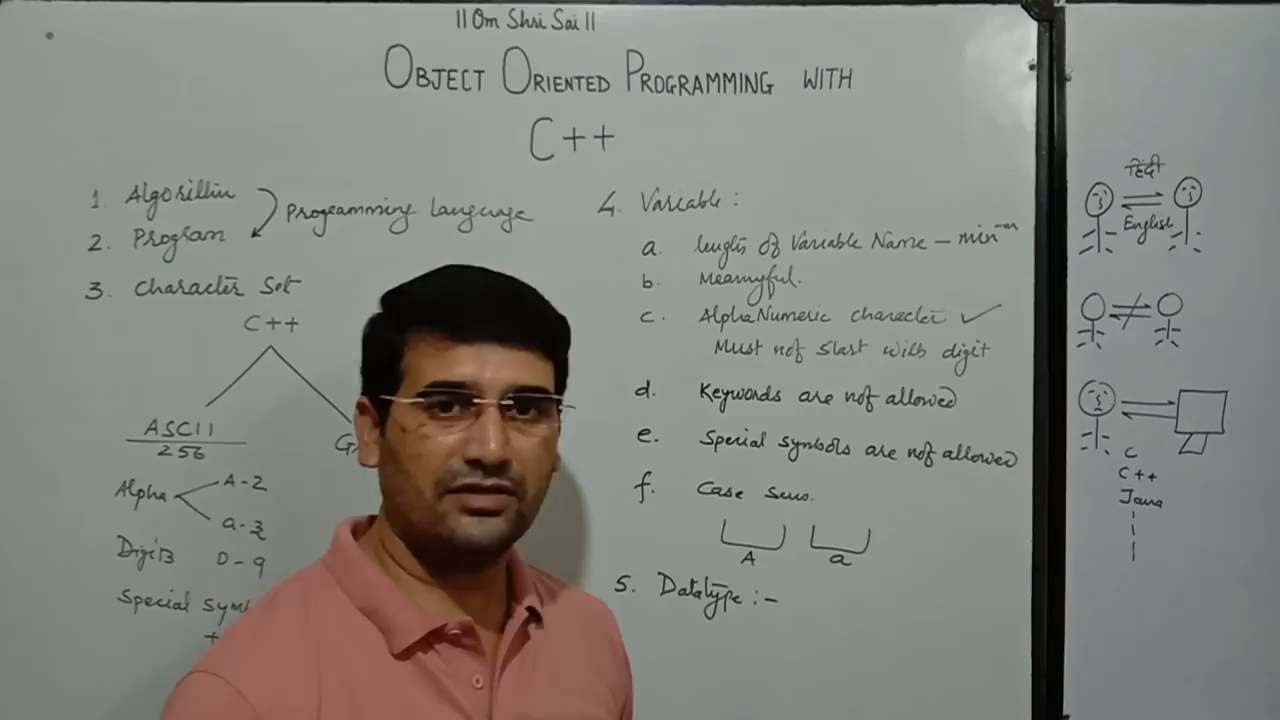 || Om Shri Sai ||
OBJECT ORIENTED PROGRAMMING WITH
C++
1. Algorithm
2. Program
Programming Language
3. Character Set
C++
ASCII
256
G
Alpha A-Z
a-z
Digits 0-9
Special Sym
+
4. Variable :
a. length of Variable Name - min
b. Meaningful.
c. AlphaNumeric character ✓
Must not start with digit
d. Keywords are not allowed
e. Special symbols are not allowed
f. Case Sens.
A a
5. Datatype :-
हिंदी
English
C
C++
Java